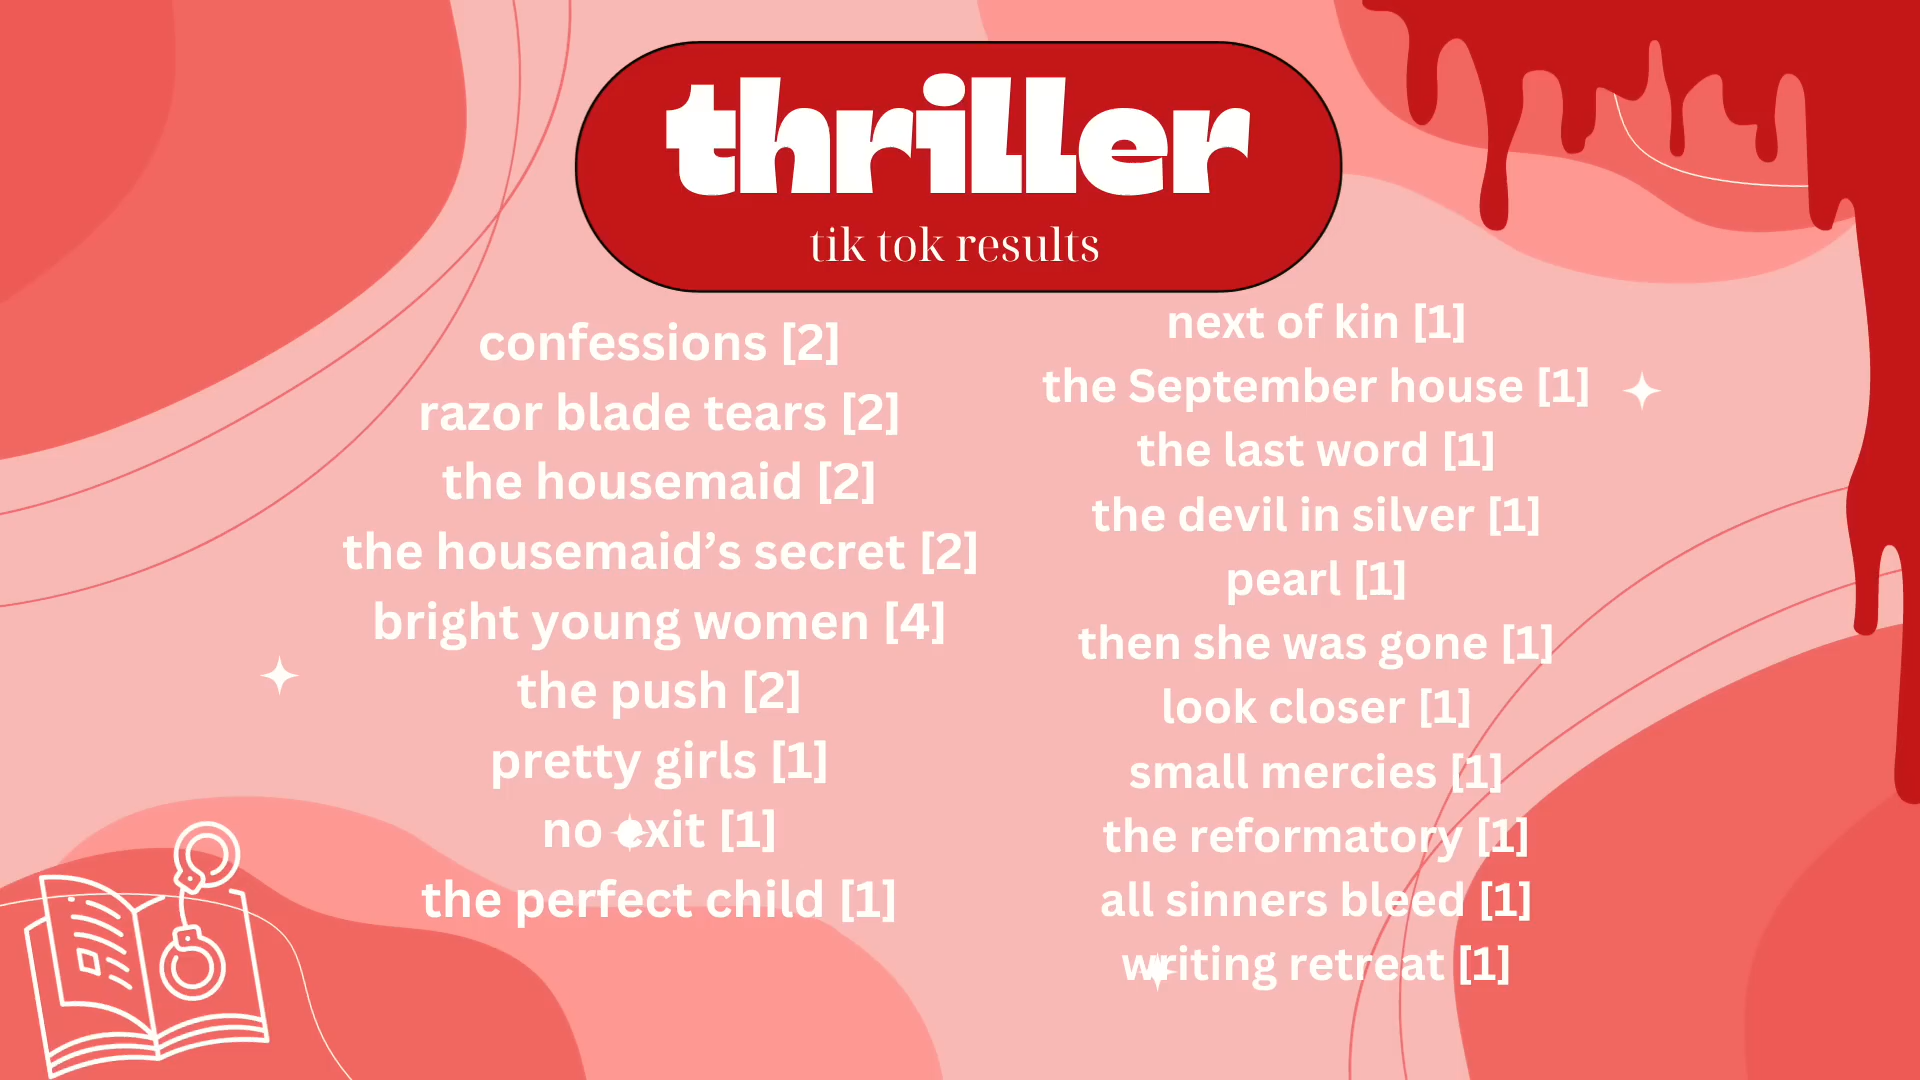 thriller
tik tok results
confessions [2]
razor blade tears [2]
the housemaid [2]
the housemaid’s secret [2]
bright young women [4]
the push [2]
pretty girls [1]
no exit [1]
the perfect child [1]
next of kin [1]
the September house [1]
the last word [1]
the devil in silver [1]
pearl [1]
then she was gone [1]
look closer [1]
small mercies [1]
the reformatory [1]
all sinners bleed [1]
writing retreat [1]